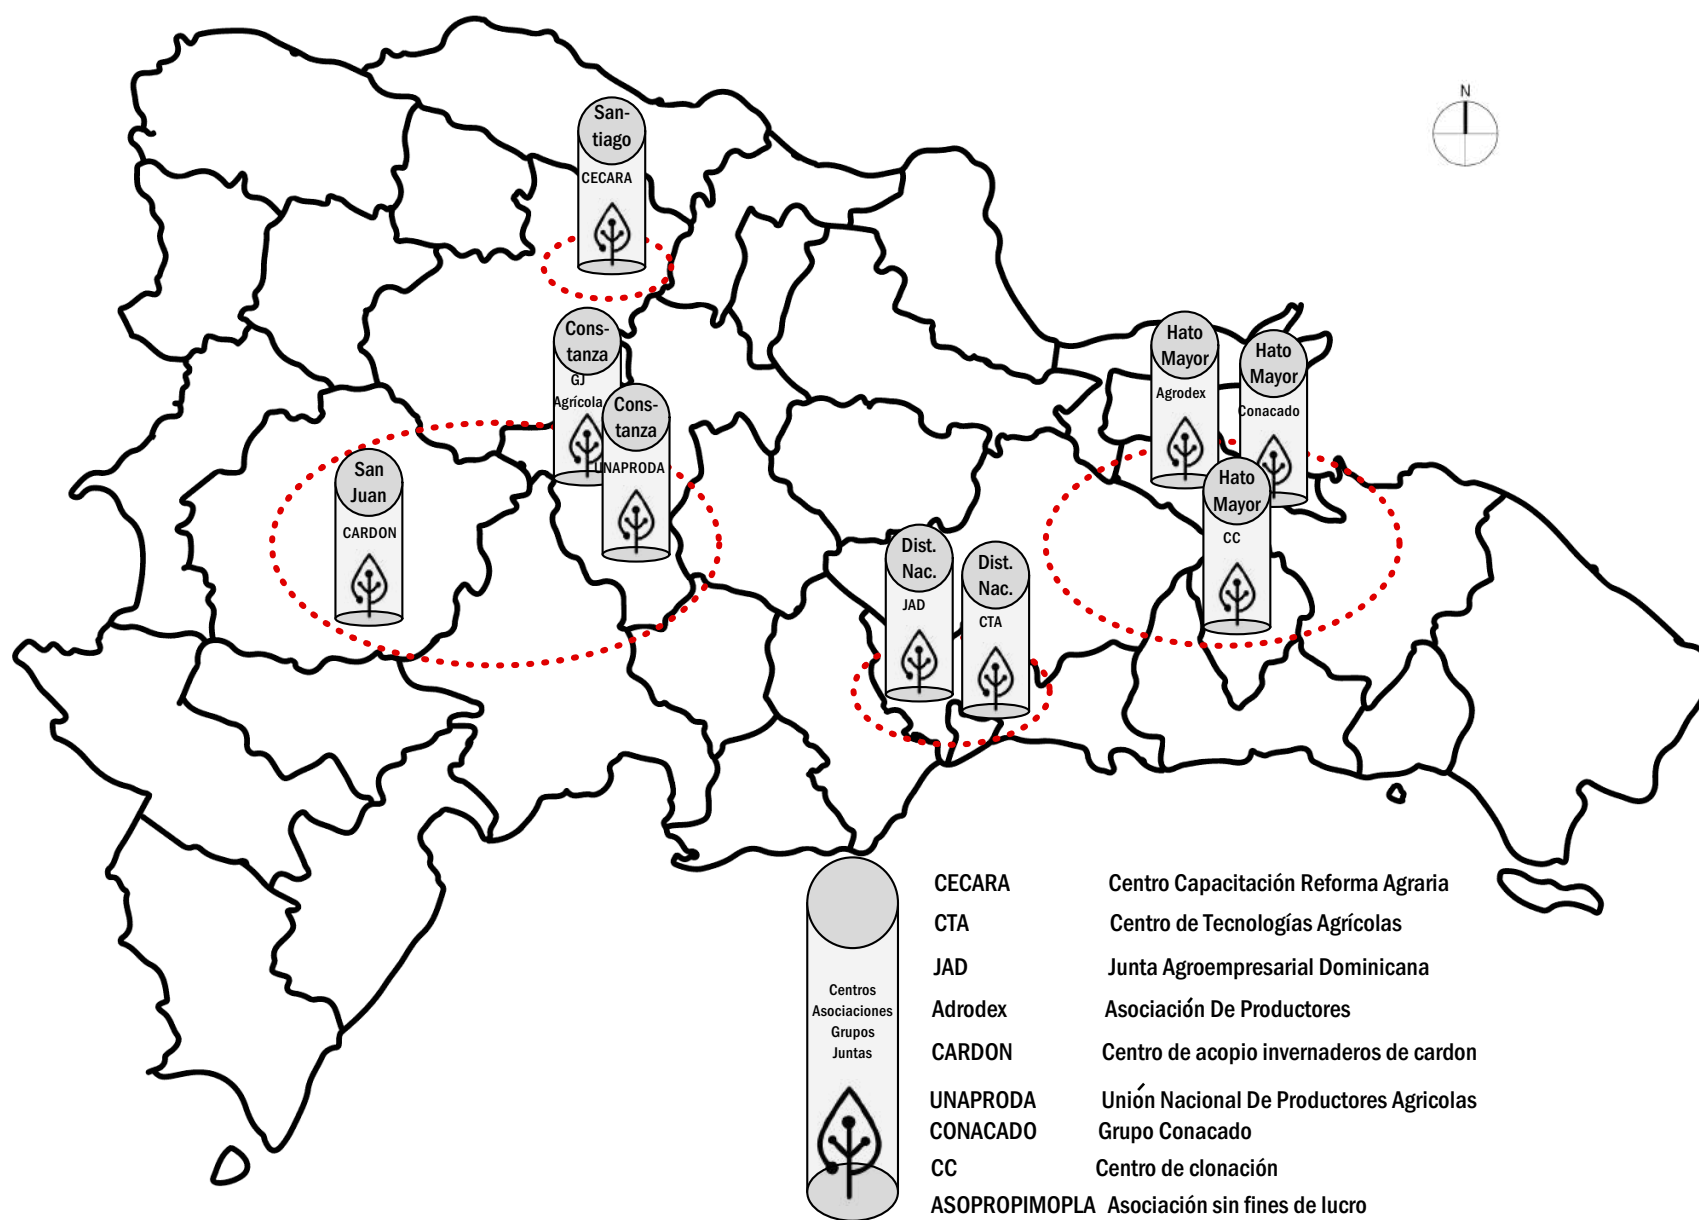 N
San-
tiago
CECARA
Cons-
tanza
GJ
Agrícola
Cons-
tanza
UNAPRODA
San
Juan
CARDON
Hato
Mayor
Agrodex
Hato
Mayor
Conacado
Hato
Mayor
CC
Dist.
Nac.
JAD
Dist.
Nac.
CTA
Centros
Asociaciones
Grupos
Juntas
CECARA Centro Capacitación Reforma Agraria
CTA Centro de Tecnologías Agrícolas
JAD Junta Agroempresarial Dominicana
Adrodex Asociación De Productores
CARDON Centro de acopio invernaderos de cardon
UNAPRODA Unión Nacional De Productores Agricolas
CONACADO Grupo Conacado
CC Centro de clonación
ASOPROPIMOPLA Asociación sin fines de lucro